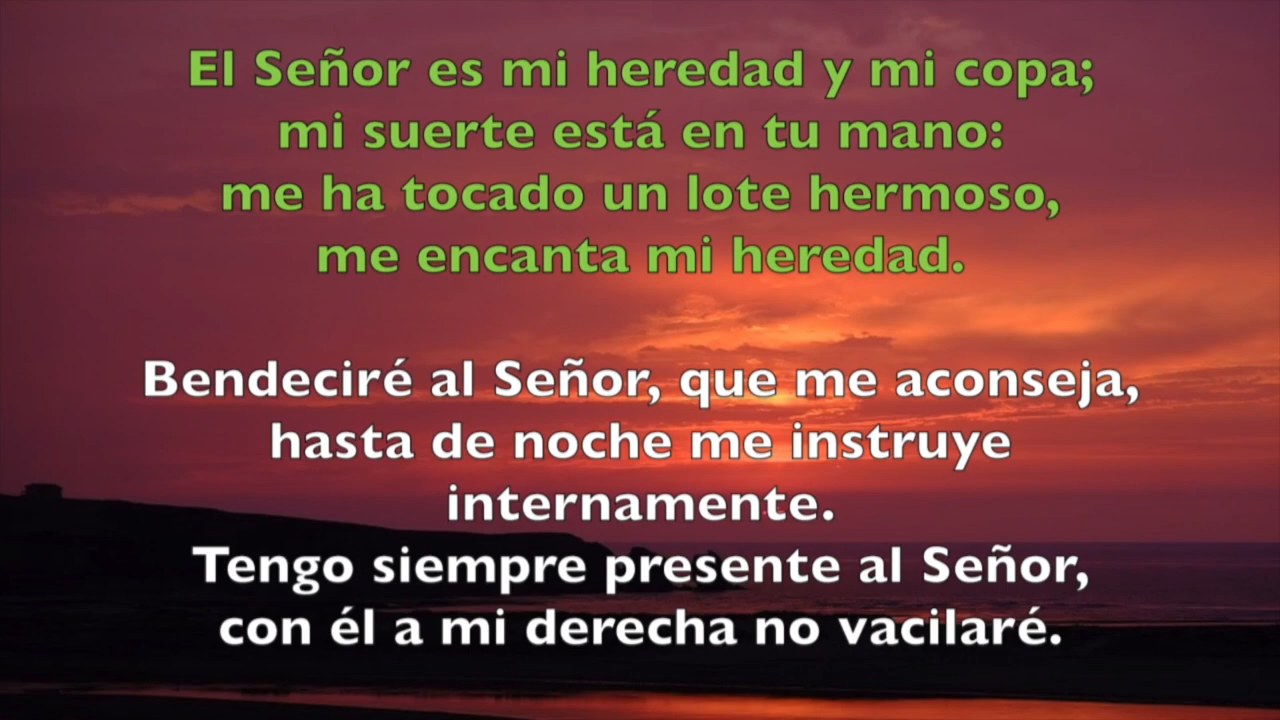 El Señor es mi heredad y mi copa;
mi suerte está en tu mano:
me ha tocado un lote hermoso,
me encanta mi heredad.
Bendeciré al Señor, que me aconseja,
hasta de noche me instruye
internamente.
Tengo siempre presente al Señor,
con él a mi derecha no vacilaré.